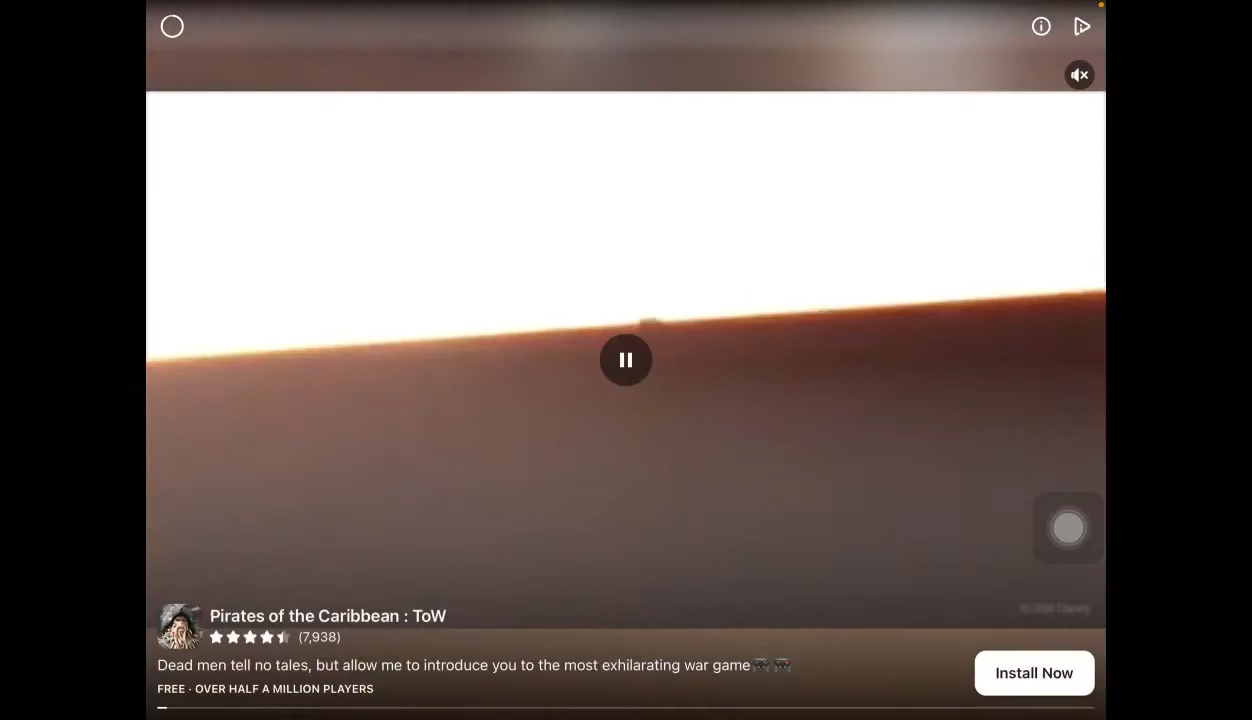 Pirates of the Caribbean : ToW
(7,938)
Dead men tell no tales, but allow me to introduce you to the most exhilarating war game
FREE · OVER HALF A MILLION PLAYERS
Install Now